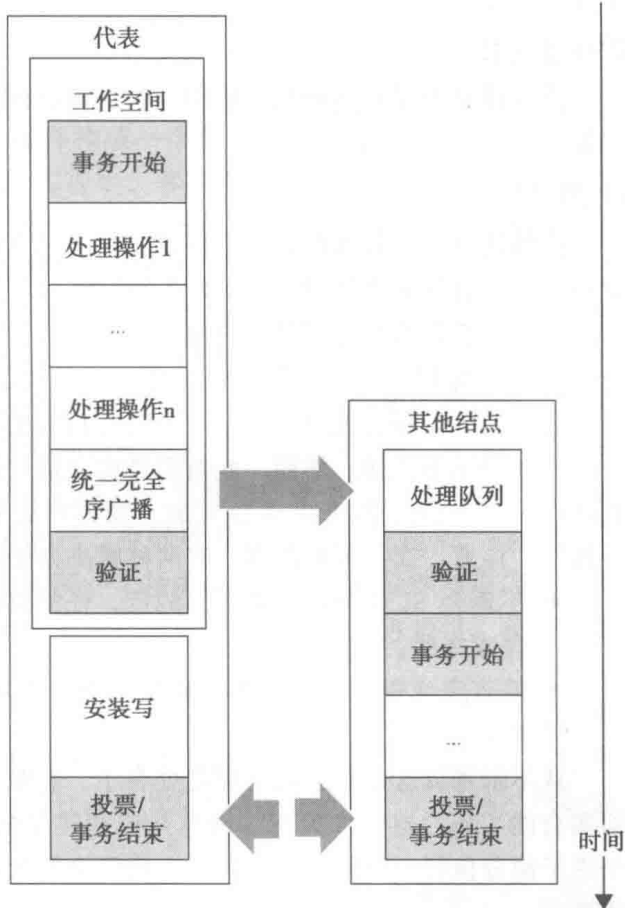 代表
工作空间
事务开始
处理操作1
...
处理操作n
统一完全
序广播
验证
安装写
投票/
事务结束
其他结点
处理队列
验证
事务开始
...
投票/
事务结束
时间